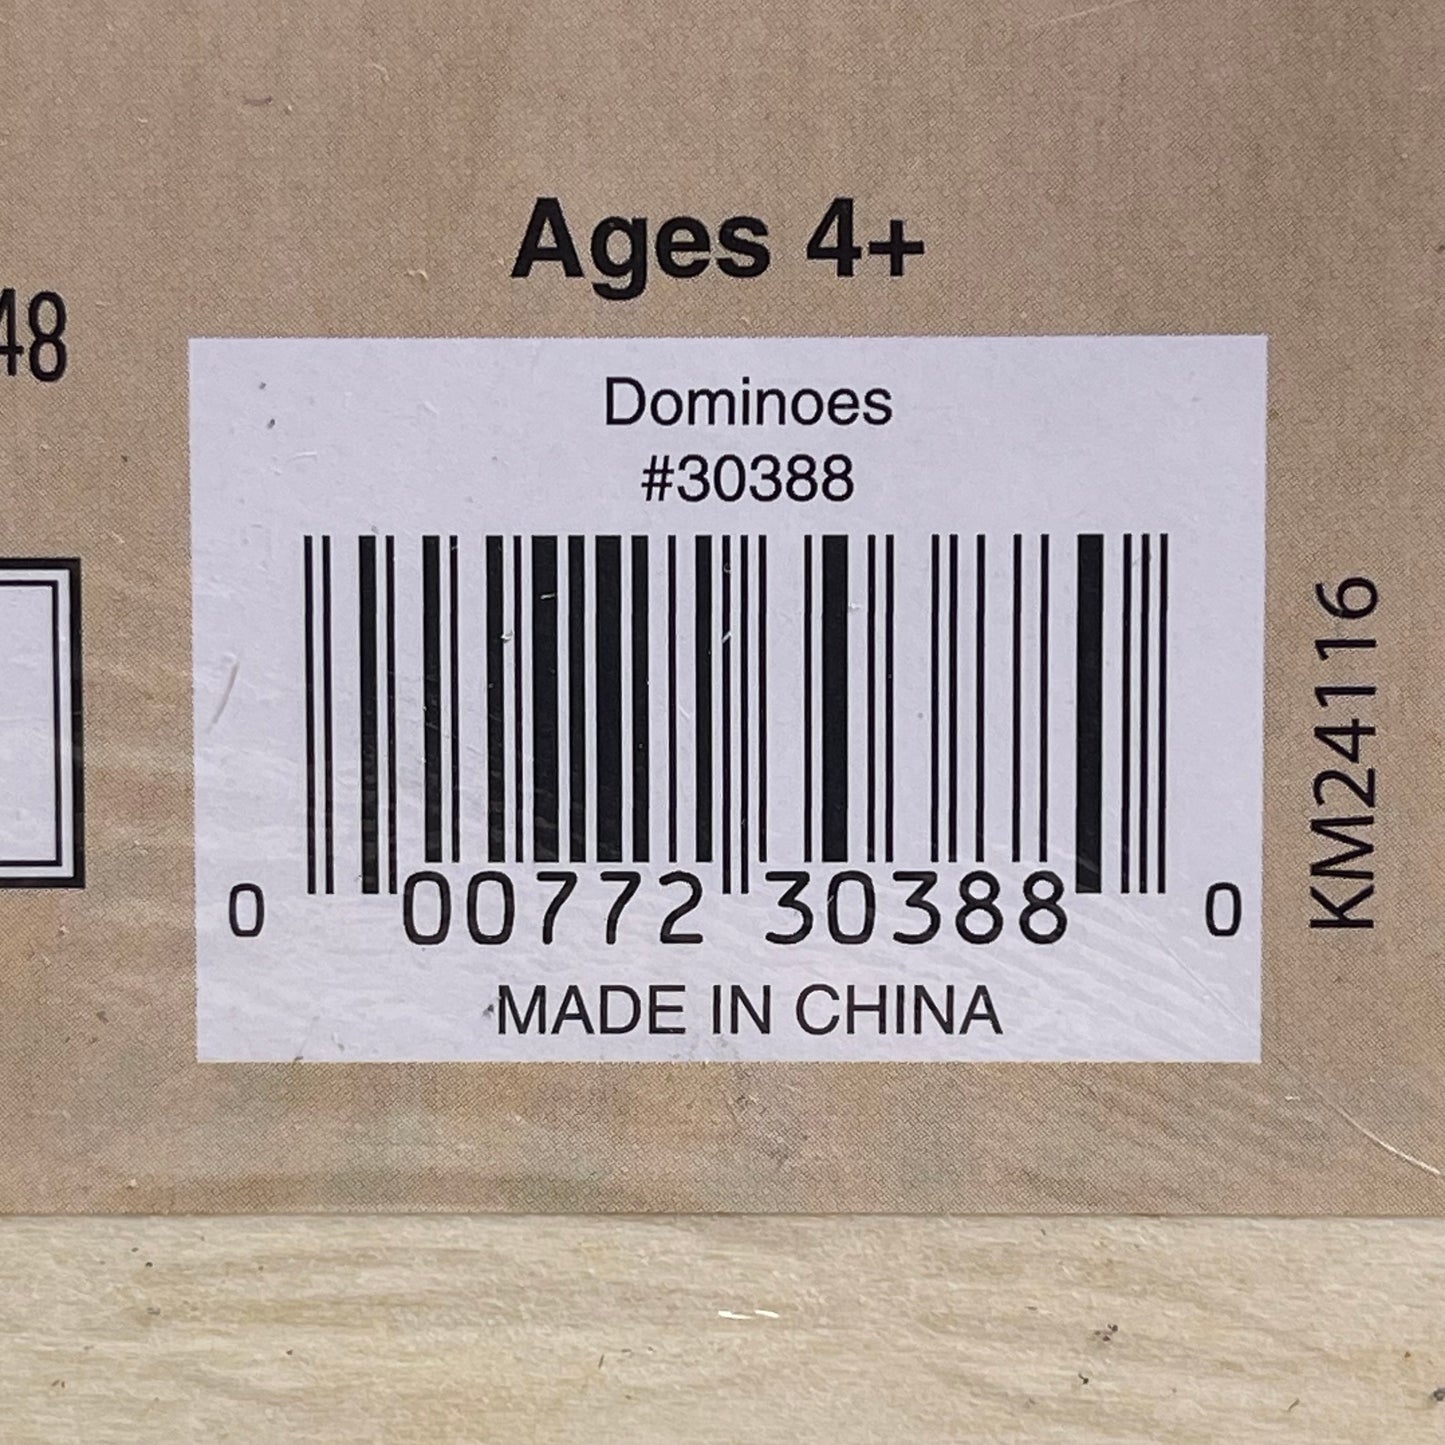 Ages 4+
48
Dominoes
#30388
0 00772 30388 0
MADE IN CHINA
KM24116